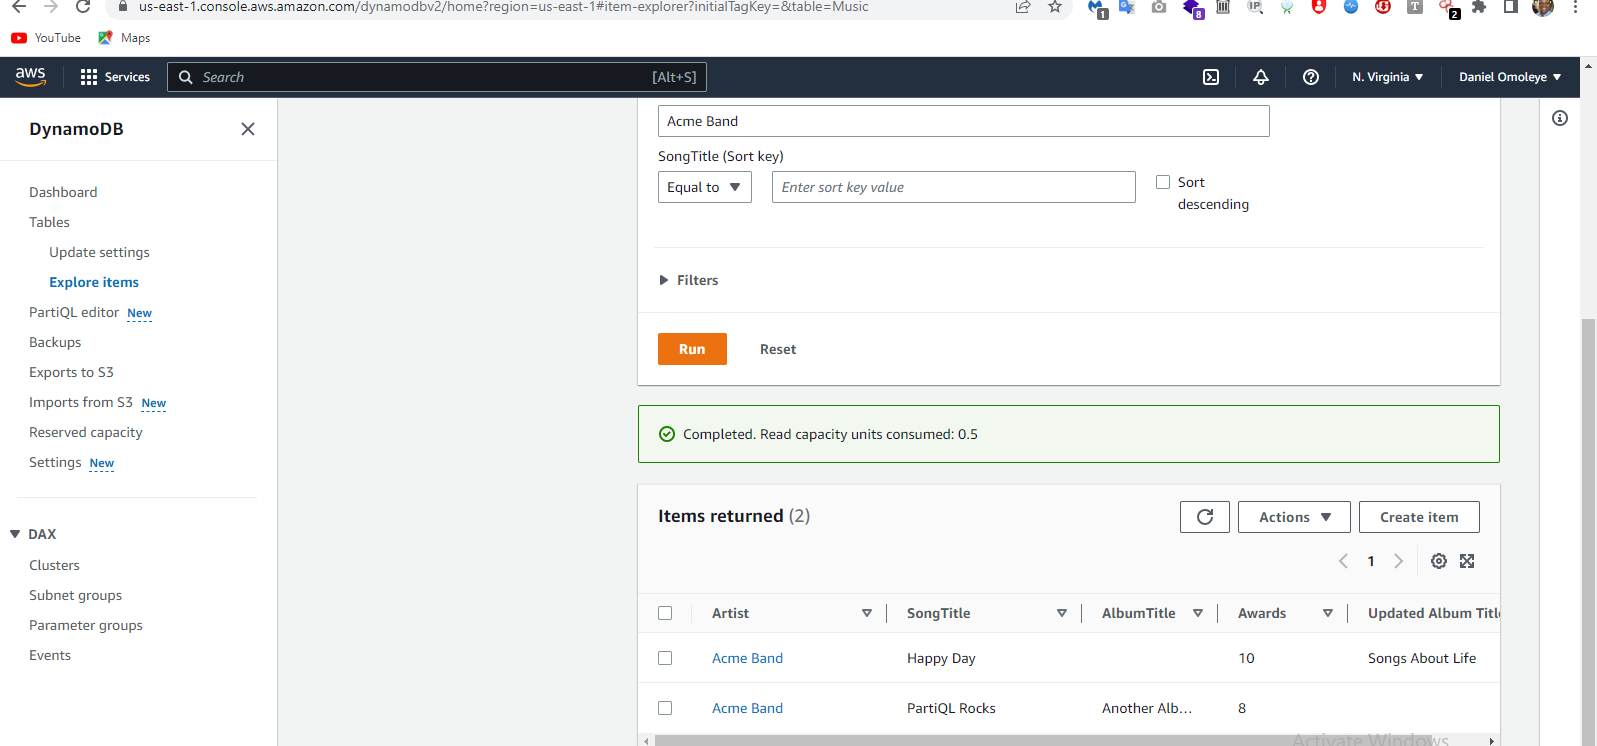 us-east-1.console.aws.amazon.com/dynamodbv2/home?region=us-east-1#item-explorer?initialTagKey=&table=Music
1
8
IP
T
2
YouTube
Maps
aws
Services
Search
[Alt+S]
N. Virginia
Daniel Omoleye
DynamoDB
Dashboard
Tables
Update settings
Explore items
PartiQL editor New
Backups
Exports to S3
Imports from S3 New
Reserved capacity
Settings New
DAX
Clusters
Subnet groups
Parameter groups
Events
Acme Band
SongTitle (Sort key)
Equal to
Enter sort key value
Sort
descending
Filters
Run
Reset
Completed. Read capacity units consumed: 0.5
Items returned (2)
Actions
Create item
1
Artist SongTitle AlbumTitle Awards Updated Album Titl
Acme Band Happy Day 10 Songs About Life
Acme Band PartiQL Rocks Another Alb... 8
Activate Windows